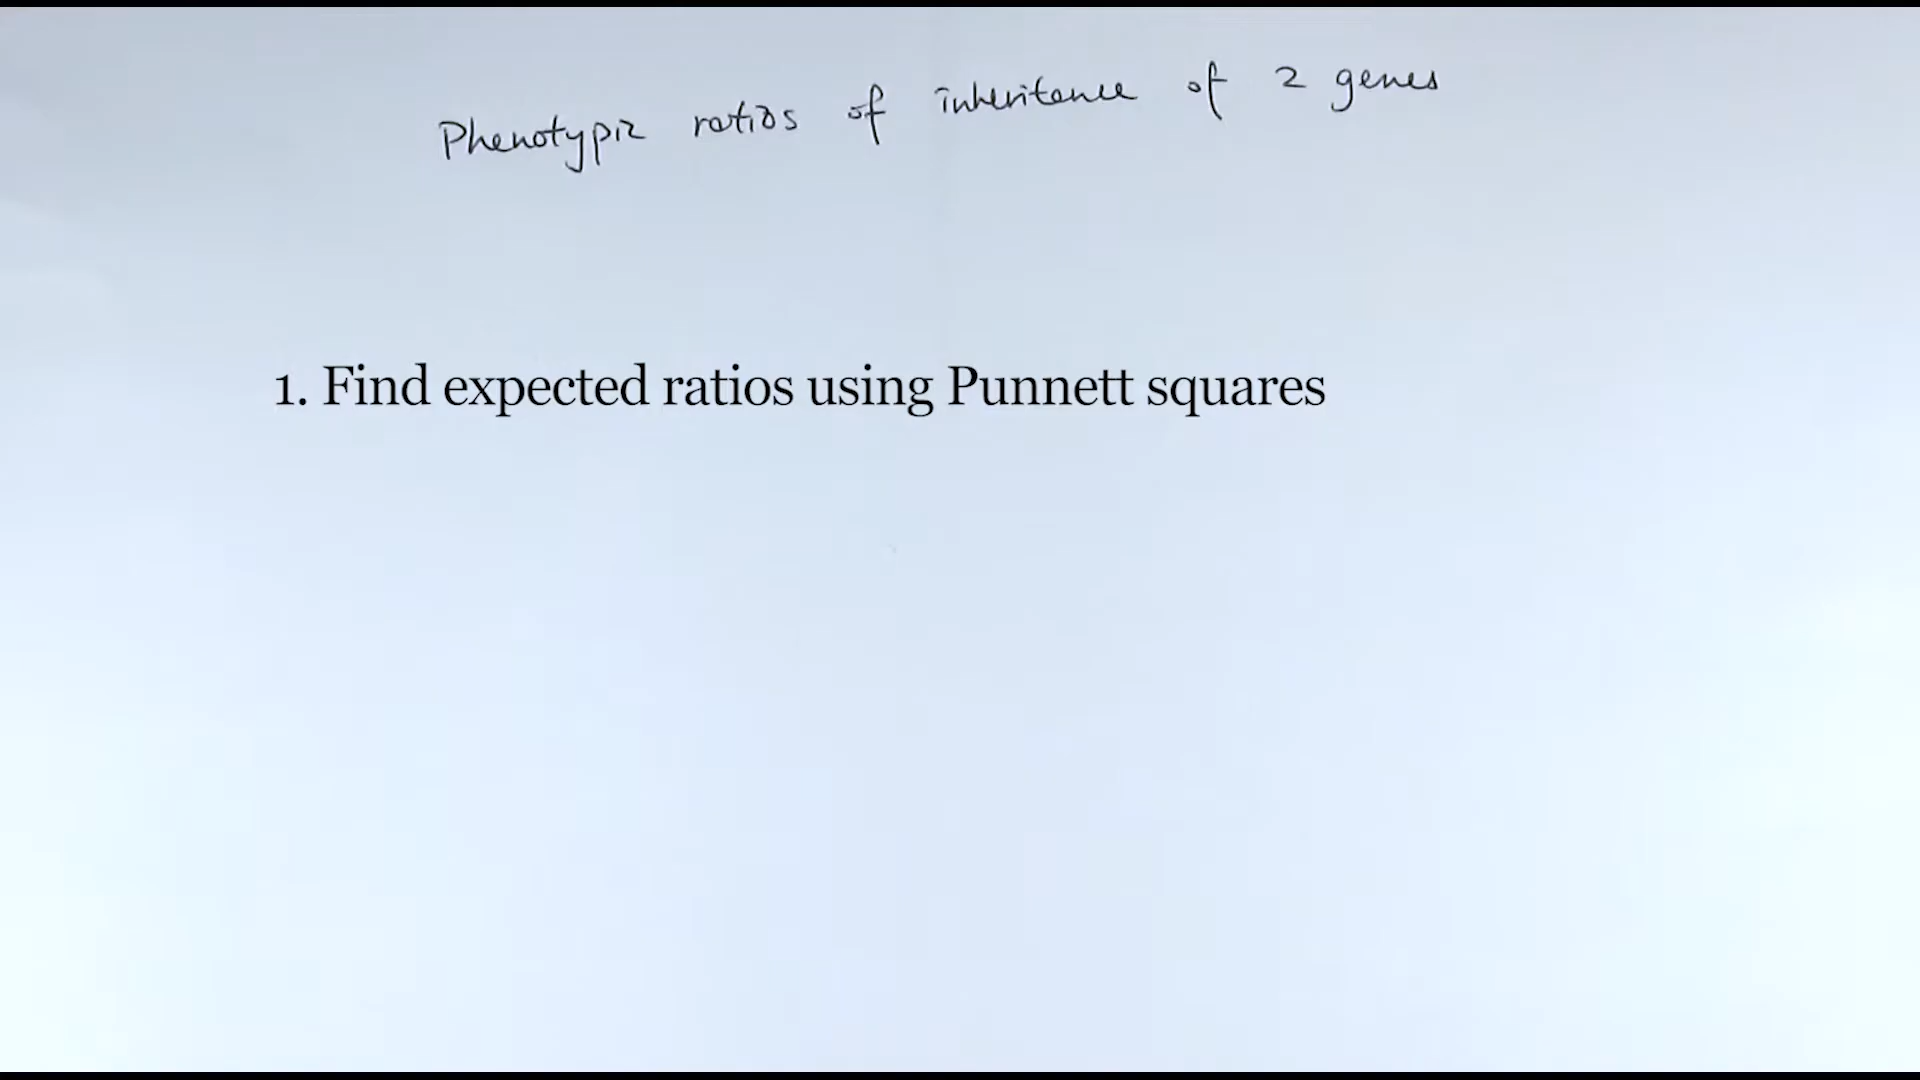 Phenotypic ratios of inheritance of 2 genes
1. Find expected ratios using Punnett squares